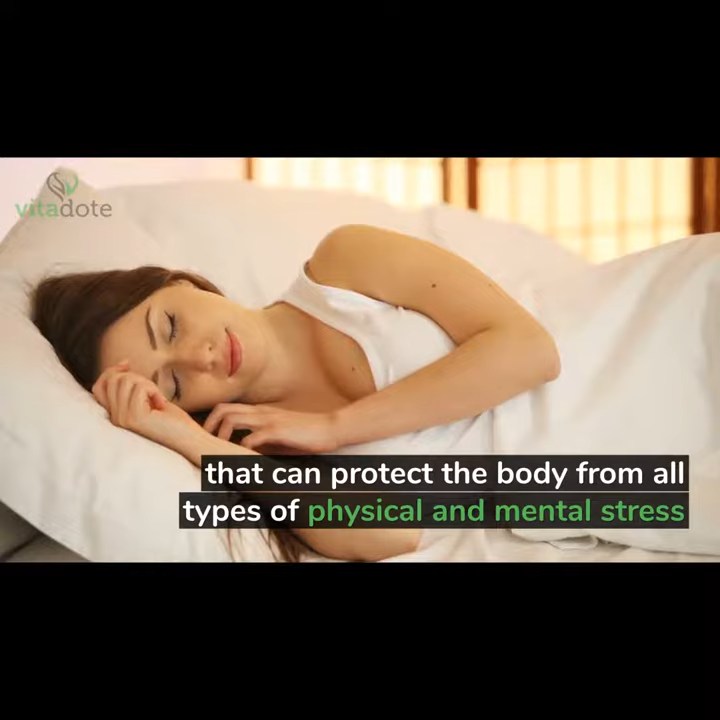 vitadote
that can protect the body from all
types of physical and mental stress